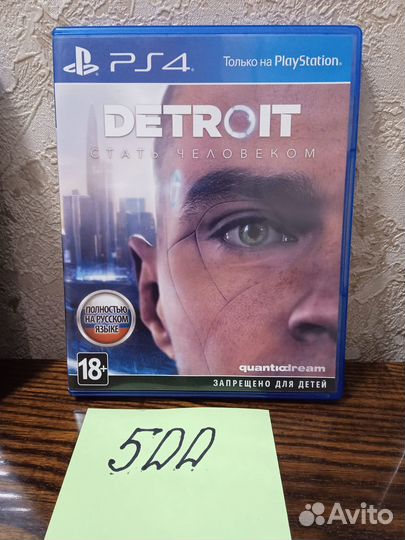 PS4
Только на PlayStation®
DETROIT
СТАТЬ ЧЕЛОВЕКОМ
ПОЛНОСТЬЮ
НА РУССКОМ
ЯЗЫКЕ
18+
quanticdream
ЗАПРЕЩЕНО ДЛЯ ДЕТЕЙ
500
Avito